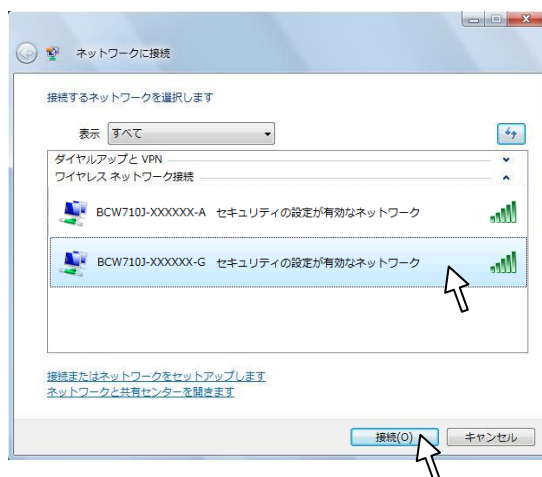 ネットワークに接続
接続するネットワークを選択します
表示 すべて
ダイヤルアップと VPN
ワイヤレス ネットワーク接続
BCW710J-XXXXXX-A セキュリティの設定が有効なネットワーク
BCW710J-XXXXXX-G セキュリティの設定が有効なネットワーク
接続またはネットワークをセットアップします
ネットワークと共有センターを開きます
接続(O) キャンセル